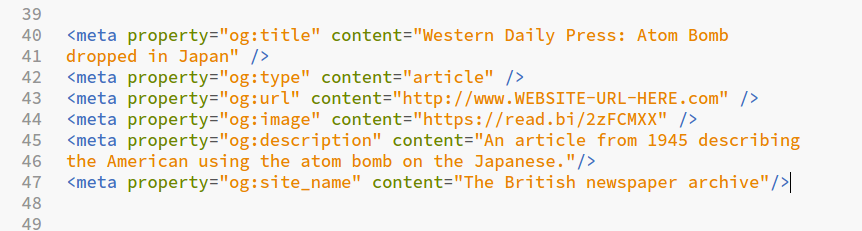 39
40 <meta property="og:title" content="Western Daily Press: Atom Bomb
41 dropped in Japan" />
42 <meta property="og:type" content="article" />
43 <meta property="og:url" content="http://www.WEBSITE-URL-HERE.com" />
44 <meta property="og:image" content="https://read.bi/2zFCMXX" />
45 <meta property="og:description" content="An article from 1945 describing
46 the American using the atom bomb on the Japanese."/>
47 <meta property="og:site_name" content="The British newspaper archive"/>
48
49